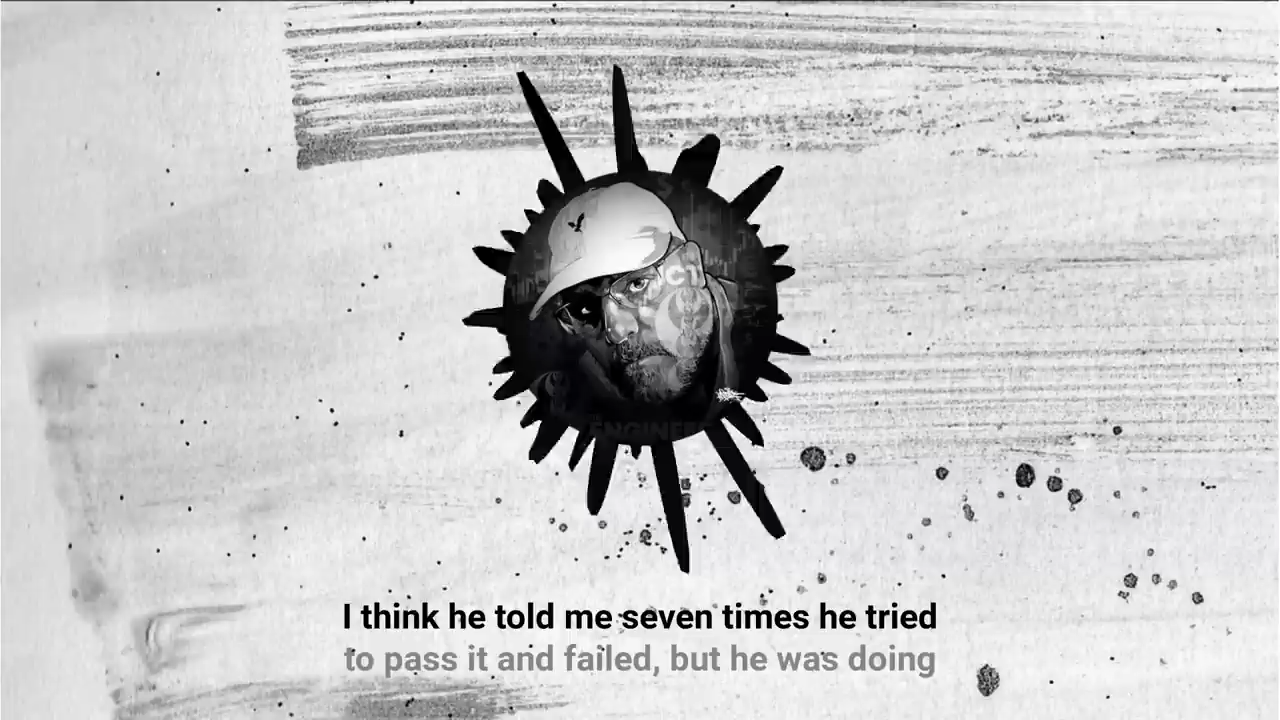 I think he told me seven times he tried
to pass it and failed, but he was doing